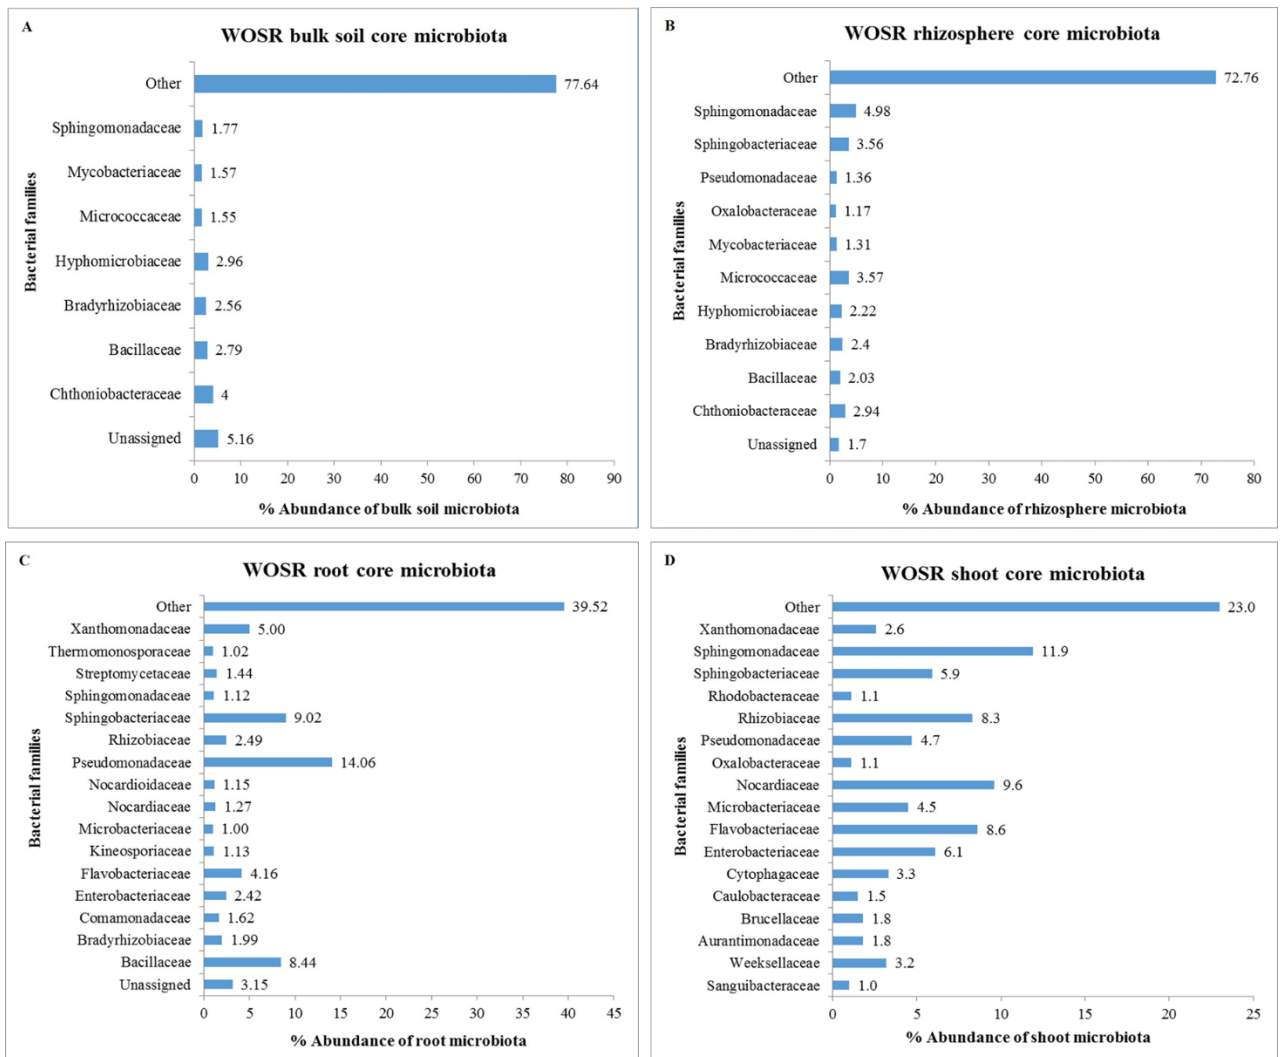 A
WOSR bulk soil core microbiota
Bacterial families
Other 77.64
Sphingomonadaceae 1.77
Mycobacteriaceae 1.57
Micrococcaceae 1.55
Hyphomicrobiaceae 2.96
Bradyrhizobiaceae 2.56
Bacillaceae 2.79
Chthoniobacteraceae 4
Unassigned 5.16
0 10 20 30 40 50 60 70 80 90
% Abundance of bulk soil microbiota
B
WOSR rhizosphere core microbiota
Bacterial families
Other 72.76
Sphingomonadaceae 4.98
Sphingobacteriaceae 3.56
Pseudomonadaceae 1.36
Oxalobacteraceae 1.17
Mycobacteriaceae 1.31
Micrococcaceae 3.57
Hyphomicrobiaceae 2.22
Bradyrhizobiaceae 2.4
Bacillaceae 2.03
Chthoniobacteraceae 2.94
Unassigned 1.7
0 10 20 30 40 50 60 70 80
% Abundance of rhizosphere microbiota
C
WOSR root core microbiota
Bacterial families
Other 39.52
Xanthomonadaceae 5.00
Thermomonosporaceae 1.02
Streptomycetaceae 1.44
Sphingomonadaceae 1.12
Sphingobacteriaceae 9.02
Rhizobiaceae 2.49
Pseudomonadaceae 14.06
Nocardioidaceae 1.15
Nocardiaceae 1.27
Microbacteriaceae 1.00
Kineosporiaceae 1.13
Flavobacteriaceae 4.16
Enterobacteriaceae 2.42
Comamonadaceae 1.62
Bradyrhizobiaceae 1.99
Bacillaceae 8.44
Unassigned 3.15
0 5 10 15 20 25 30 35 40 45
% Abundance of root microbiota
D
WOSR shoot core microbiota
Bacterial families
Other 23.0
Xanthomonadaceae 2.6
Sphingomonadaceae 11.9
Sphingobacteriaceae 5.9
Rhodobacteraceae 1.1
Rhizobiaceae 8.3
Pseudomonadaceae 4.7
Oxalobacteraceae 1.1
Nocardiaceae 9.6
Microbacteriaceae 4.5
Flavobacteriaceae 8.6
Enterobacteriaceae 6.1
Cytophagaceae 3.3
Caulobacteraceae 1.5
Brucellaceae 1.8
Aurantimonadaceae 1.8
Weeksellaceae 3.2
Sanguibacteraceae 1.0
0 5 10 15 20 25
% Abundance of shoot microbiota